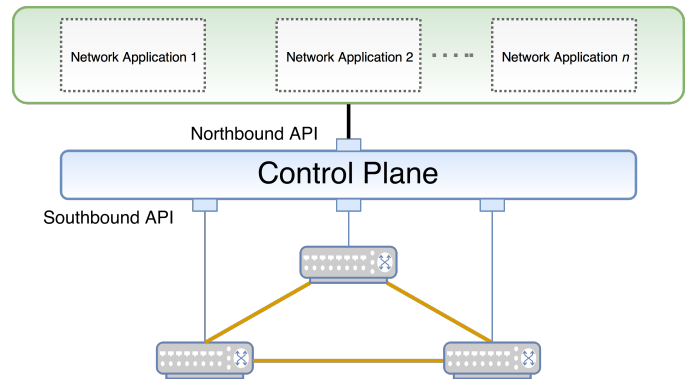 Network Application 1
Network Application 2
Network Application n
Northbound API
Control Plane
Southbound API